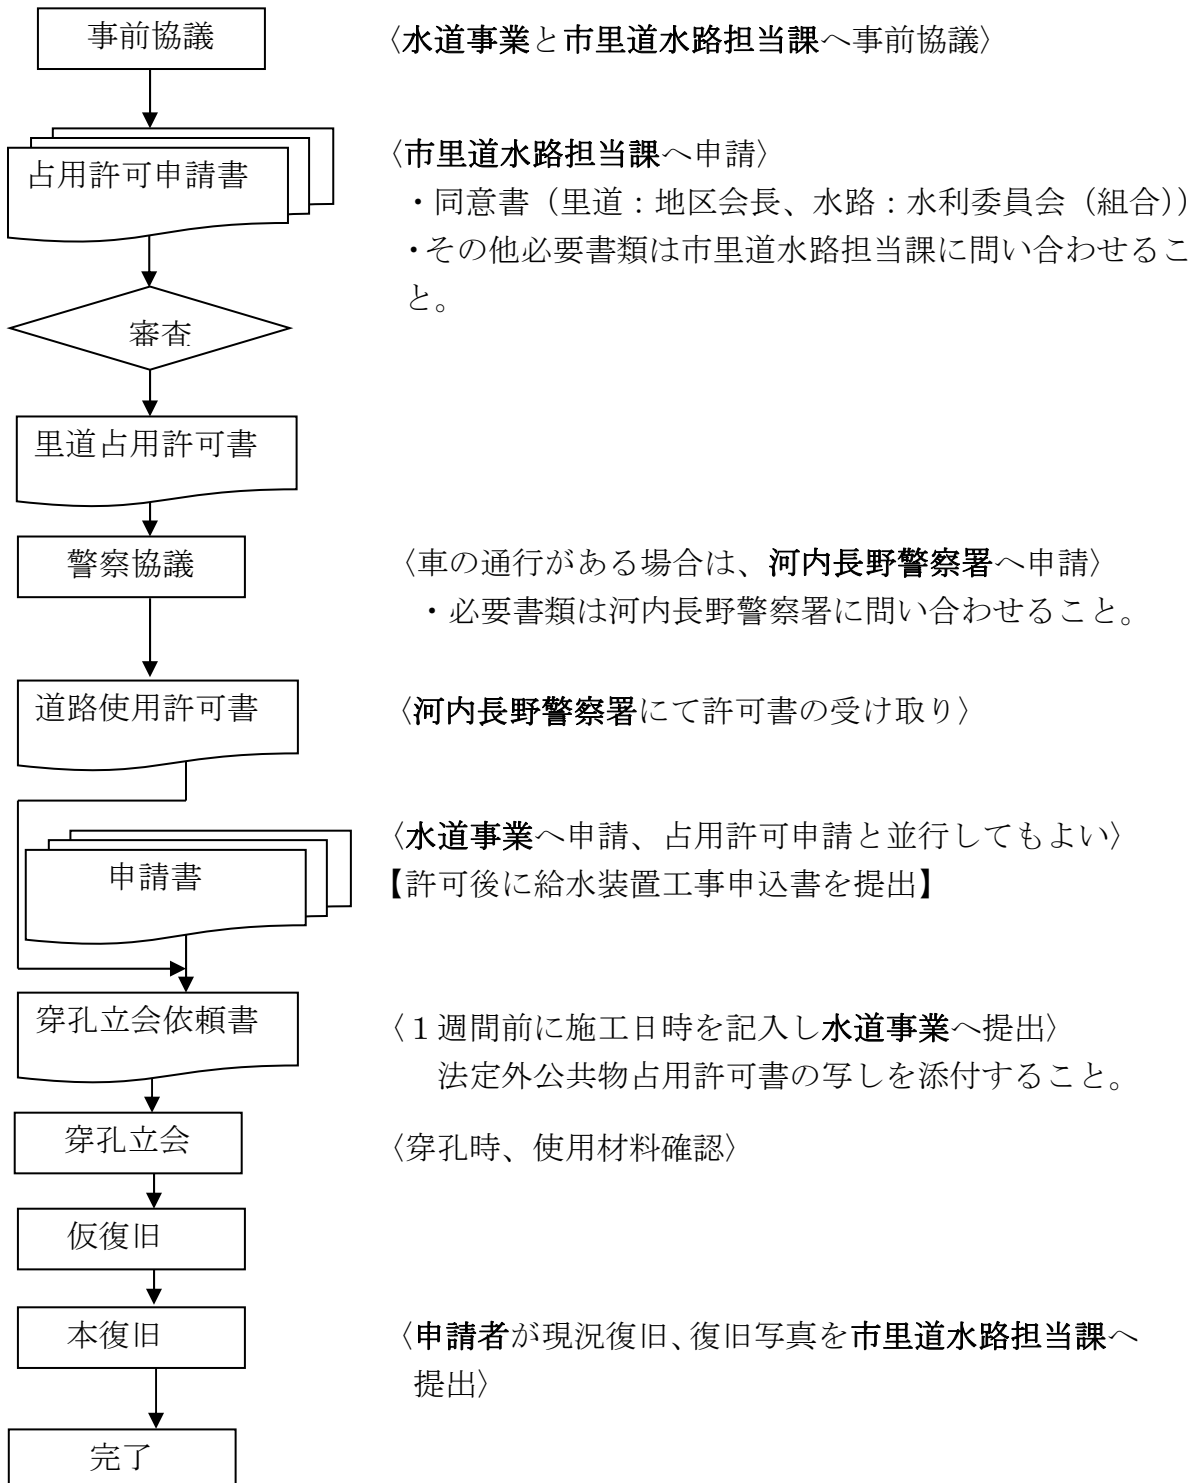 事前協議
〈水道事業と市里道水路担当課へ事前協議〉
占用許可申請書
〈市里道水路担当課へ申請〉
・同意書（里道：地区会長、水路：水利委員会（組合））
・その他必要書類は市里道水路担当課に問い合わせるこ
と。
審査
里道占用許可書
警察協議
〈車の通行がある場合は、河内長野警察署へ申請〉
・必要書類は河内長野警察署に問い合わせること。
道路使用許可書
〈河内長野警察署にて許可書の受け取り〉
申請書
〈水道事業へ申請、占用許可申請と並行してもよい〉
【許可後に給水装置工事申込書を提出】
穿孔立会依頼書
〈１週間前に施工日時を記入し水道事業へ提出〉
法定外公共物占用許可書の写しを添付すること。
穿孔立会
〈穿孔時、使用材料確認〉
仮復旧
本復旧
〈申請者が現況復旧、復旧写真を市里道水路担当課へ
提出〉
完了